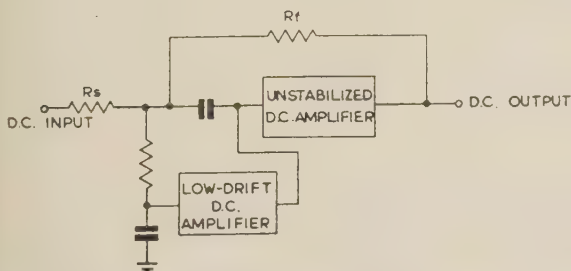 Rf
Rs
D.C. INPUT
UNSTABILIZED
D.C. AMPLIFIER
D.C. OUTPUT
LOW-DRIFT
D.C.
AMPLIFIER